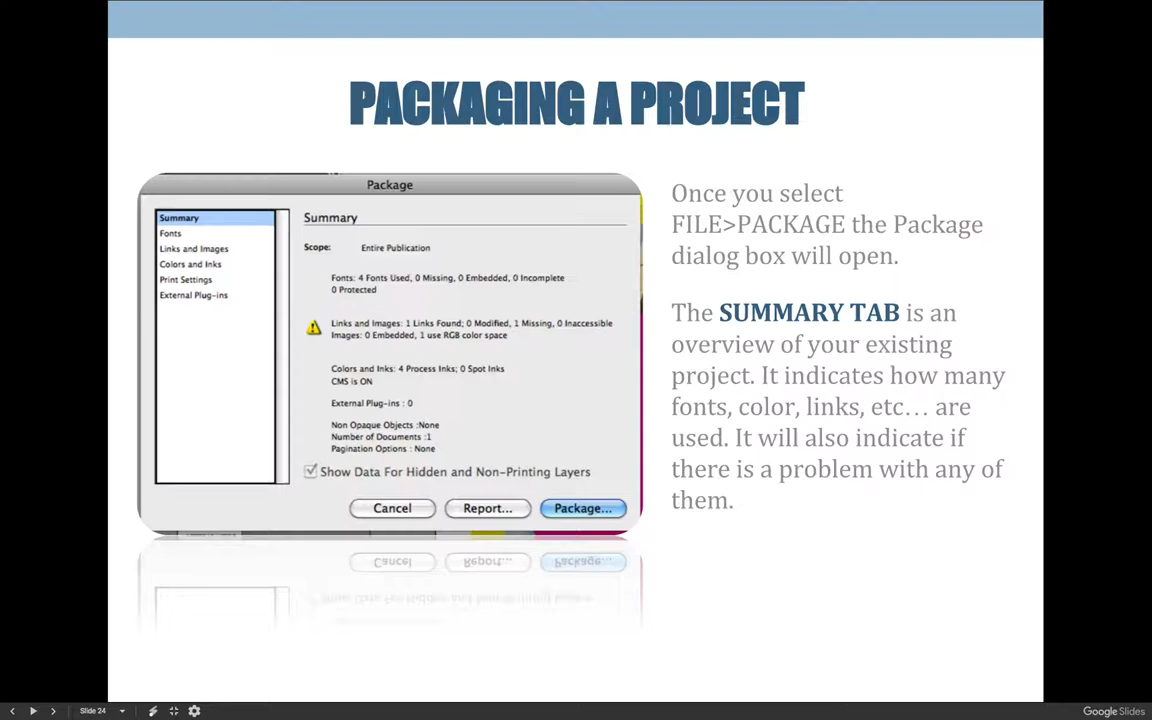 PACKAGING A PROJECT
Package
Summary
Fonts
Links and Images
Colors and Inks
Print Settings
External Plug-ins
Summary
Scope: Entire Publication
Fonts: 4 Fonts Used, 0 Missing, 0 Embedded, 0 Incomplete
0 Protected
Links and Images: 1 Links Found; 0 Modified, 1 Missing, 0 Inaccessible
Images: 0 Embedded, 1 use RGB color space
Colors and Inks: 4 Process Inks; 0 Spot Inks
CMS is ON
External Plug-ins : 0
Non Opaque Objects :None
Number of Documents :1
Pagination Options : None
Show Data For Hidden and Non-Printing Layers
Cancel Report... Package...
Once you select
FILE>PACKAGE the Package
dialog box will open.
The SUMMARY TAB is an
overview of your existing
project. It indicates how many
fonts, color, links, etc... are
used. It will also indicate if
there is a problem with any of
them.
Slide 24
Google Slides